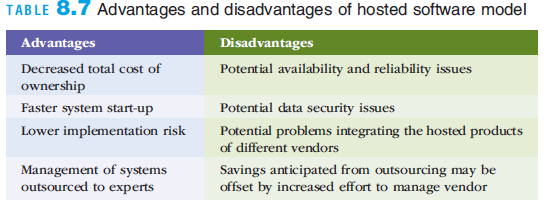 TABLE 8.7 Advantages and disadvantages of hosted software model
Advantages Disadvantages
Decreased total cost of Potential availability and reliability issues
ownership
Faster system start-up Potential data security issues
Lower implementation risk Potential problems integrating the hosted products
of different vendors
Management of systems Savings anticipated from outsourcing may be
outsourced to experts offset by increased effort to manage vendor